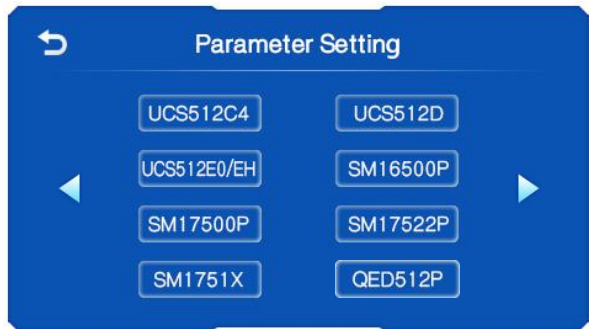 Parameter Setting
UCS512C4 UCS512D
UCS512E0/EH SM16500P
SM17500P SM17522P
SM1751X QED512P